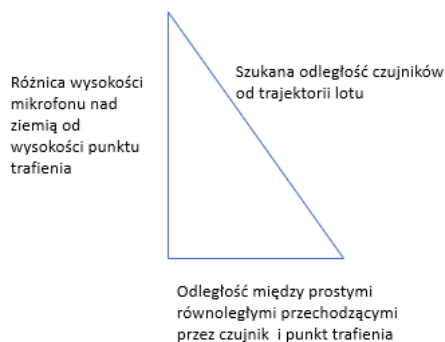 Różnica wysokości
mikrofonu nad
ziemią od
wysokości punktu
trafienia
Szukana odległość czujników
od trajektorii lotu
Odległość między prostymi
równoległymi przechodzącymi
przez czujnik i punkt trafienia